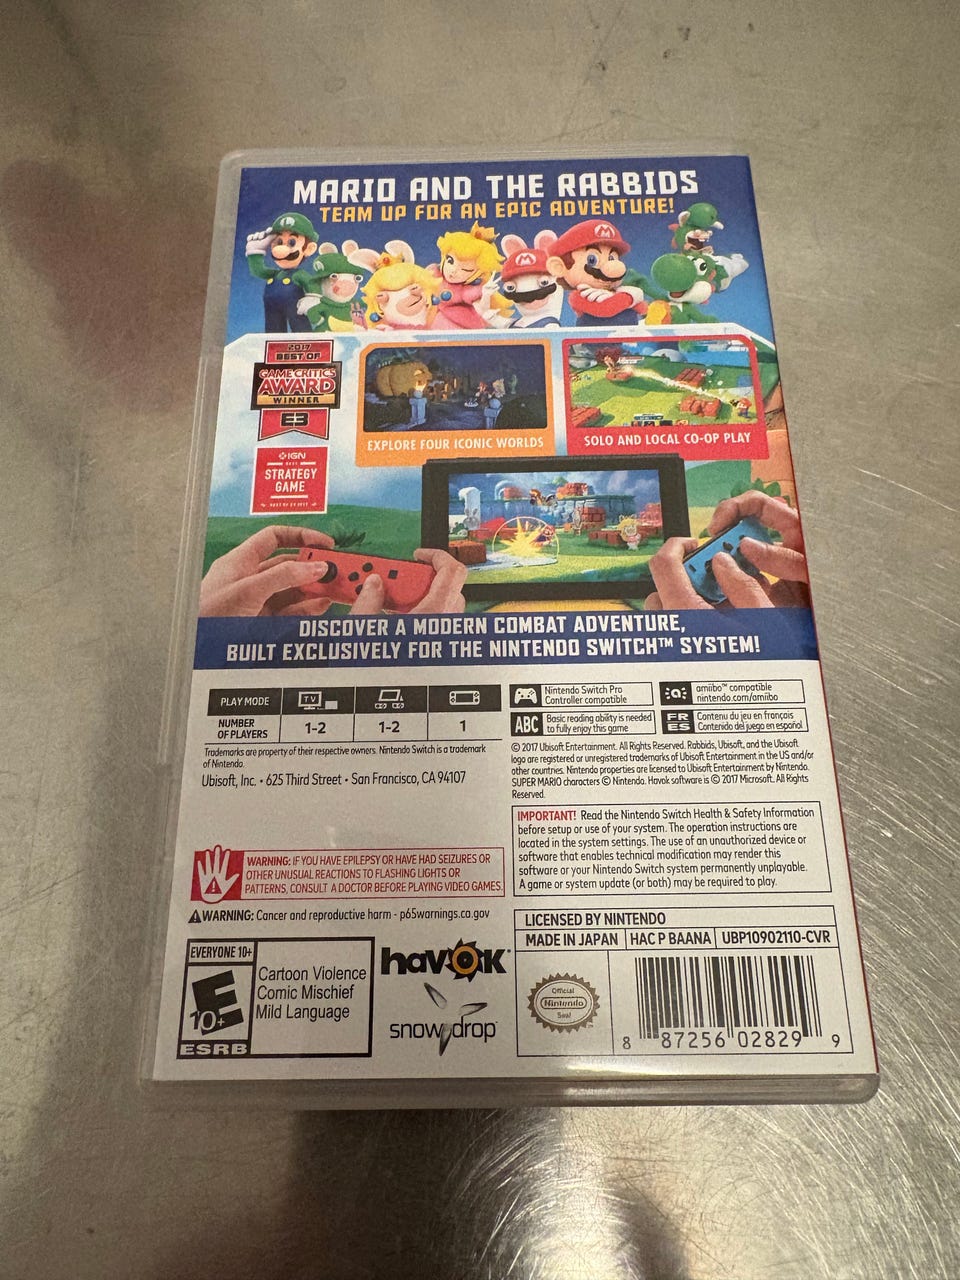 MARIO AND THE RABBIDS
TEAM UP FOR AN EPIC ADVENTURE!
2017
BEST OF
GAME CRITICS
AWARD
WINNER
E3
IGN
STRATEGY
GAME
EXPLORE FOUR ICONIC WORLDS
SOLO AND LOCAL CO-OP PLAY
DISCOVER A MODERN COMBAT ADVENTURE,
BUILT EXCLUSIVELY FOR THE NINTENDO SWITCH™ SYSTEM!
PLAY MODE
TV
NUMBER
OF PLAYERS
1-2
1-2
1
Nintendo Switch Pro
Controller compatible
amiibo™ compatible
nintendo.com/amiibo
ABC
Basic reading ability is needed
to fully enjoy this game
FR
ES
Contenu du jeu en français
Contenido del juego en español
Trademarks are property of their respective owners. Nintendo Switch is a trademark
of Nintendo.
Ubisoft, Inc. • 625 Third Street • San Francisco, CA 94107
© 2017 Ubisoft Entertainment. All Rights Reserved. Rabbids, Ubisoft, and the Ubisoft
logo are registered or unregistered trademarks of Ubisoft Entertainment in the US and/or
other countries. Nintendo properties are licensed to Ubisoft Entertainment by Nintendo.
SUPER MARIO characters © Nintendo. Havok software is © 2017 Microsoft. All Rights
Reserved.
IMPORTANT! Read the Nintendo Switch Health & Safety Information
before setup or use of your system. The operation instructions are
located in the system settings. The use of an unauthorized device or
software that enables technical modification may render this
software or your Nintendo Switch system permanently unplayable.
A game or system update (or both) may be required to play.
WARNING: IF YOU HAVE EPILEPSY OR HAVE HAD SEIZURES OR
OTHER UNUSUAL REACTIONS TO FLASHING LIGHTS OR
PATTERNS, CONSULT A DOCTOR BEFORE PLAYING VIDEO GAMES.
WARNING: Cancer and reproductive harm - p65warnings.ca.gov
EVERYONE 10+
E
10+
ESRB
Cartoon Violence
Comic Mischief
Mild Language
havok
snowdrop
LICENSED BY NINTENDO
MADE IN JAPAN
HAC P BAANA
UBP10902110-CVR
Official
Nintendo
Seal
8 87256 02829 9